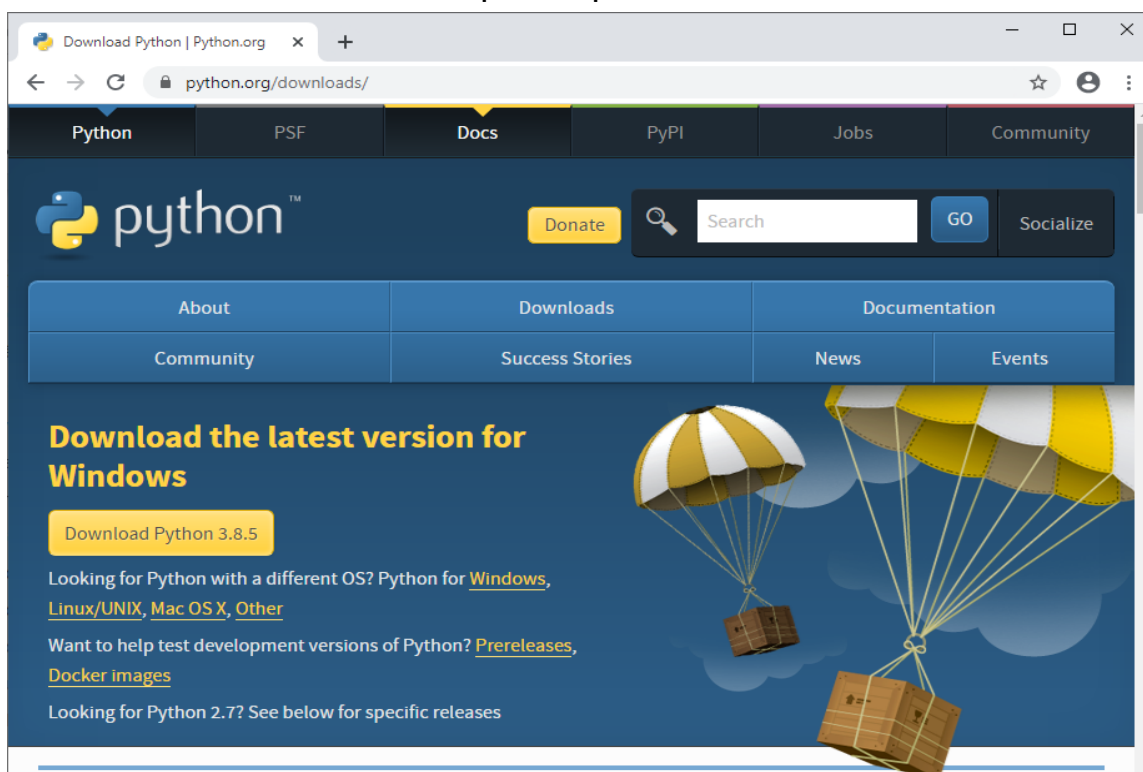 Download Python | Python.org
python.org/downloads/
Python PSF Docs PyPI Jobs Community
python™
Donate Search GO Socialize
About Downloads Documentation
Community Success Stories News Events
Download the latest version for
Windows
Download Python 3.8.5
Looking for Python with a different OS? Python for Windows,
Linux/UNIX, Mac OS X, Other
Want to help test development versions of Python? Prereleases,
Docker images
Looking for Python 2.7? See below for specific releases